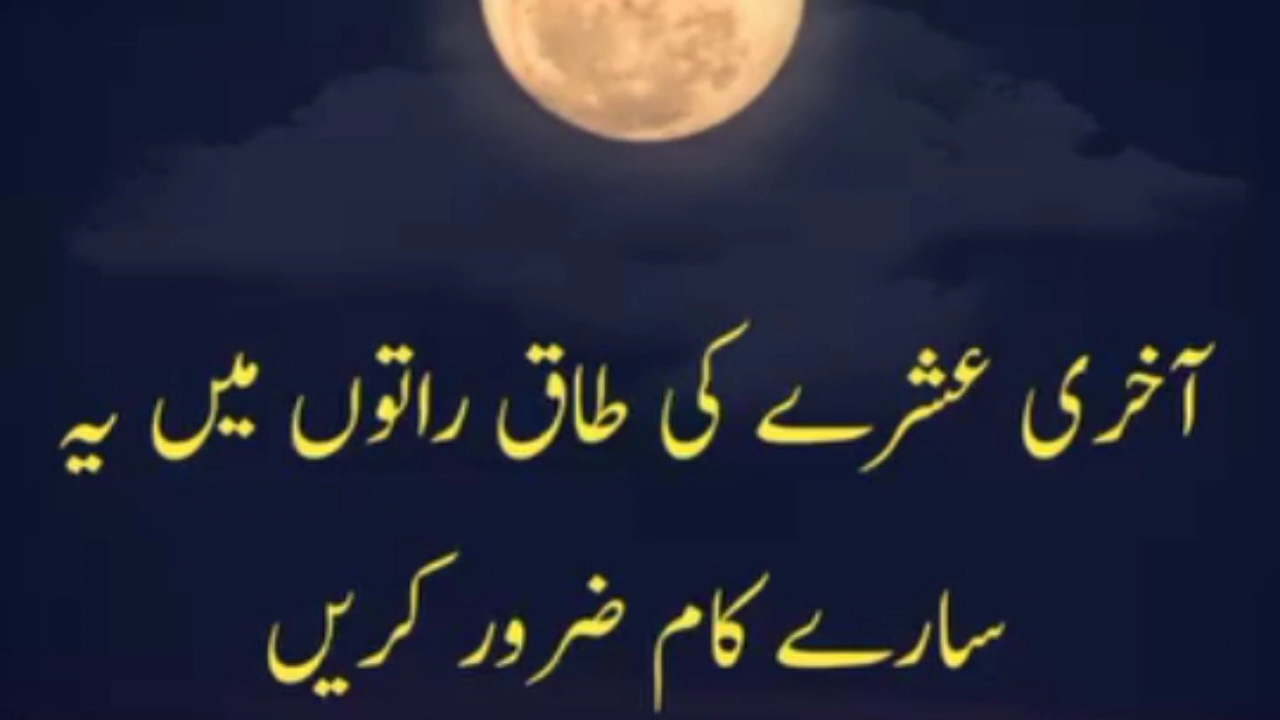 آخری عشرے کی طاق راتوں میں یہ
سارے کام ضرور کریں